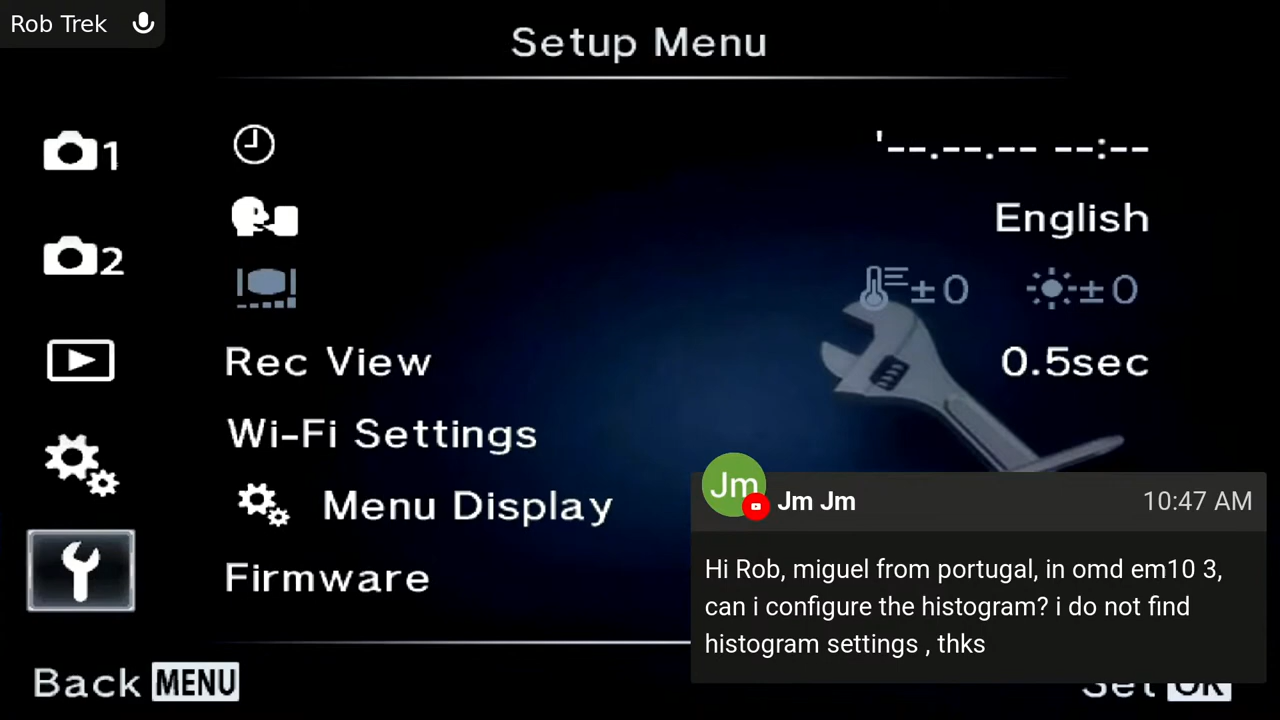 Rob Trek
Setup Menu
1
'--.--.-- --:--
2
English
±0 ±0
Rec View 0.5sec
Wi-Fi Settings
Menu Display
Firmware
Back MENU
Set OK
Jm
Jm Jm 10:47 AM
Hi Rob, miguel from portugal, in omd em10 3,
can i configure the histogram? i do not find
histogram settings , thks